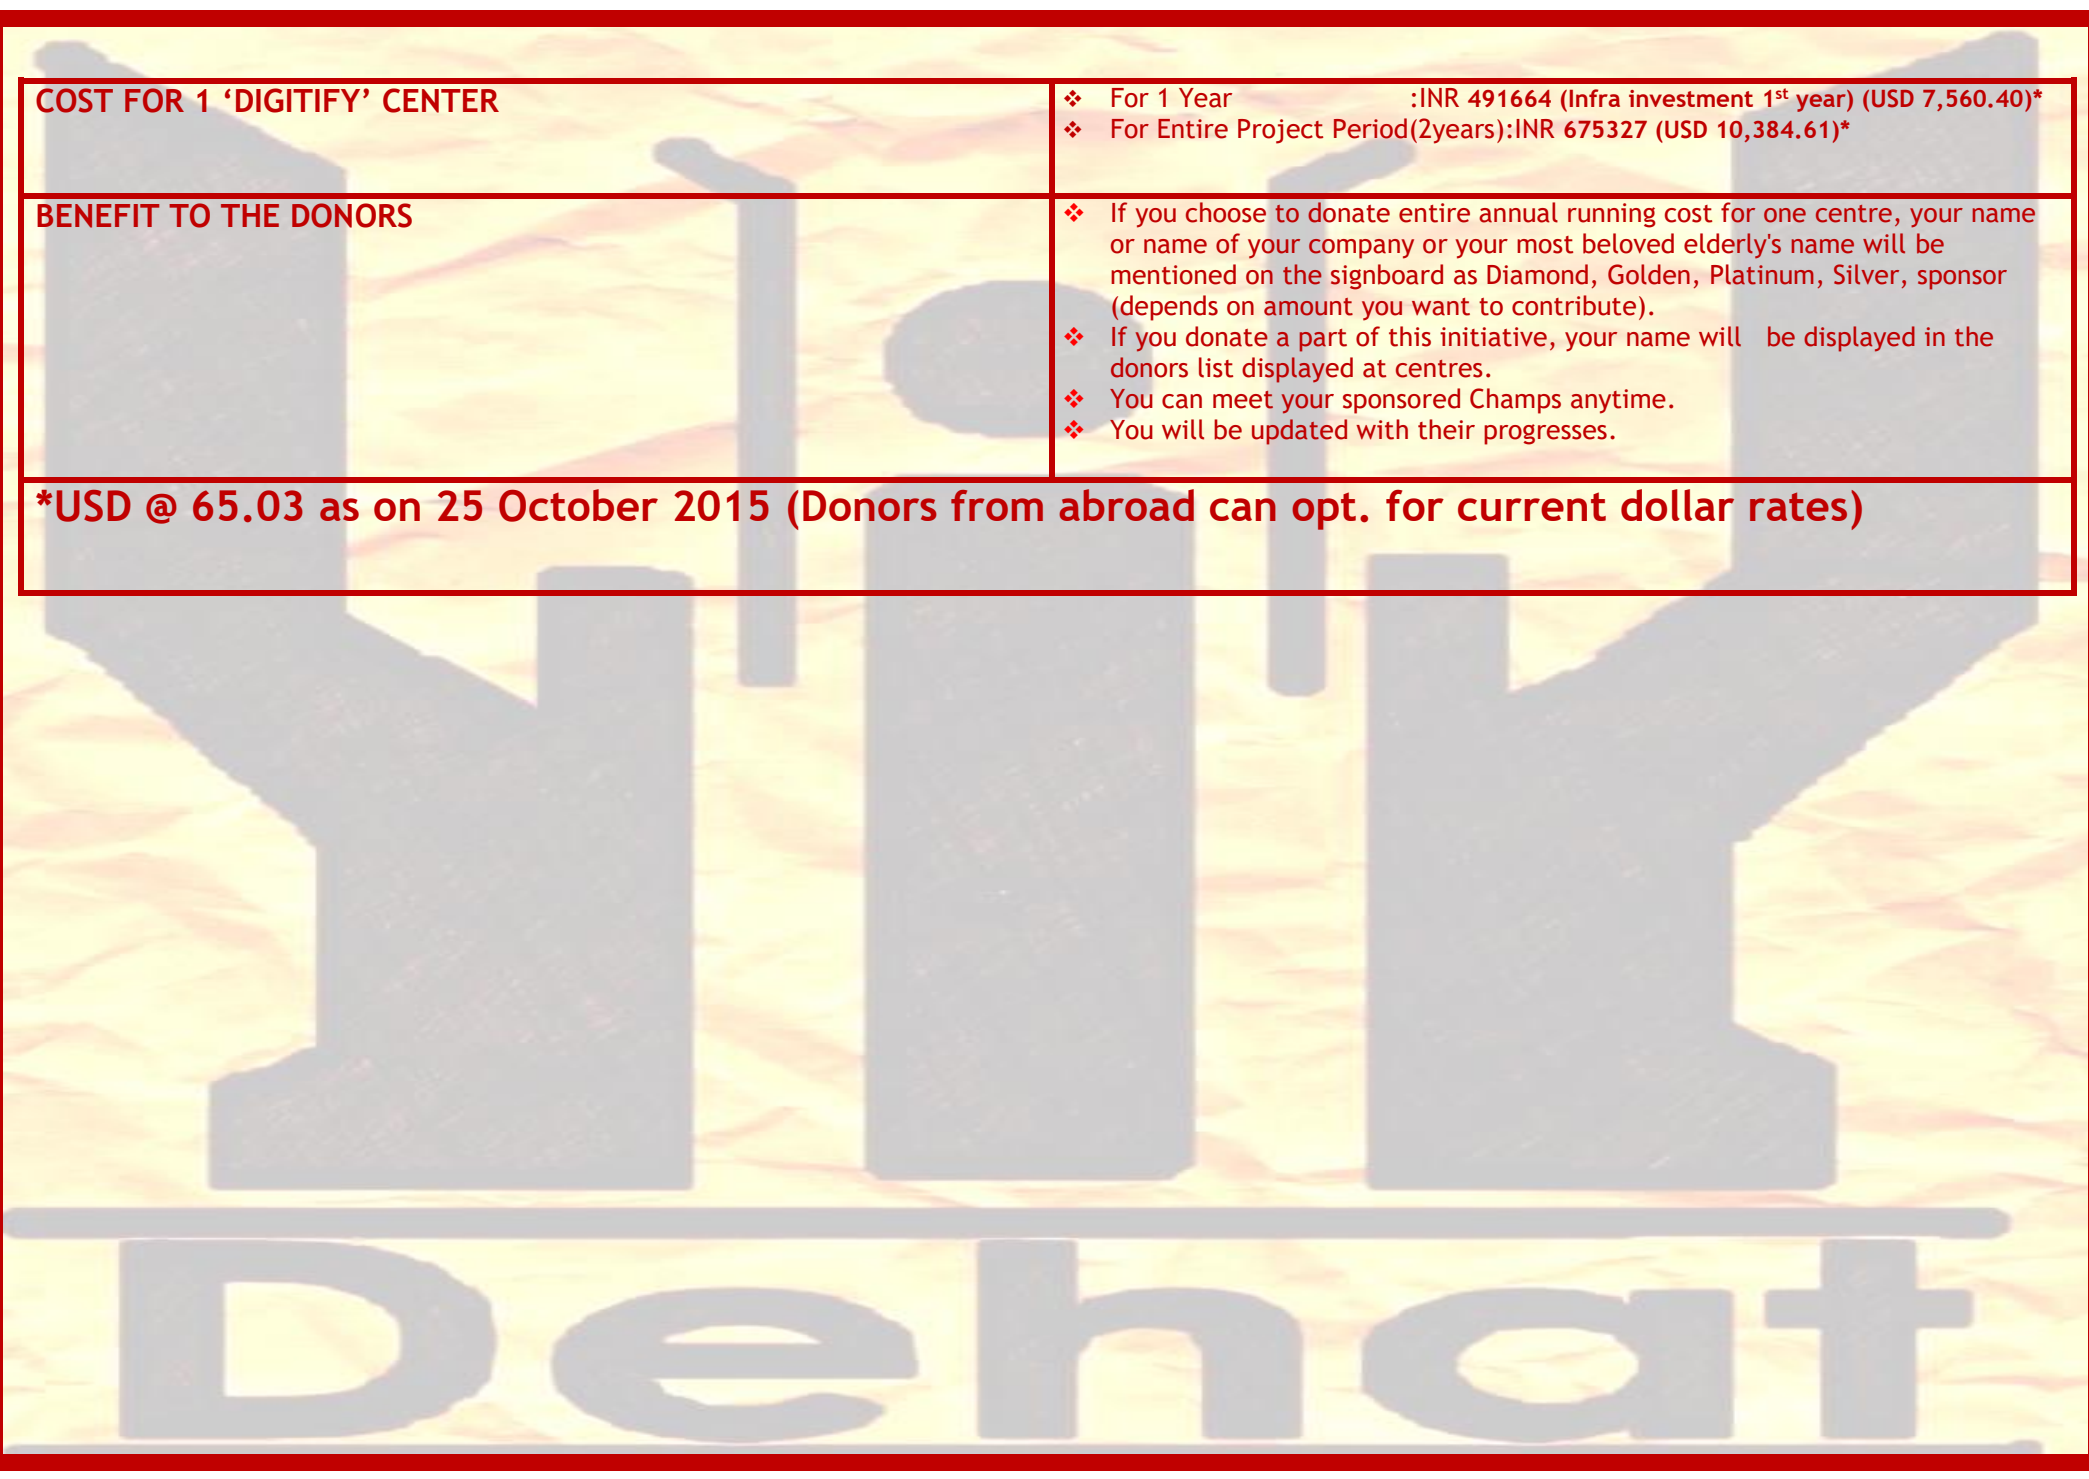 COST FOR 1 ‘DIGITIFY’ CENTER
❖ For 1 Year :INR 491664 (Infra investment 1st year) (USD 7,560.40)*
❖ For Entire Project Period(2years):INR 675327 (USD 10,384.61)*
BENEFIT TO THE DONORS
❖ If you choose to donate entire annual running cost for one centre, your name
or name of your company or your most beloved elderly's name will be
mentioned on the signboard as Diamond, Golden, Platinum, Silver, sponsor
(depends on amount you want to contribute).
❖ If you donate a part of this initiative, your name will be displayed in the
donors list displayed at centres.
❖ You can meet your sponsored Champs anytime.
❖ You will be updated with their progresses.
*USD @ 65.03 as on 25 October 2015 (Donors from abroad can opt. for current dollar rates)
Dehat